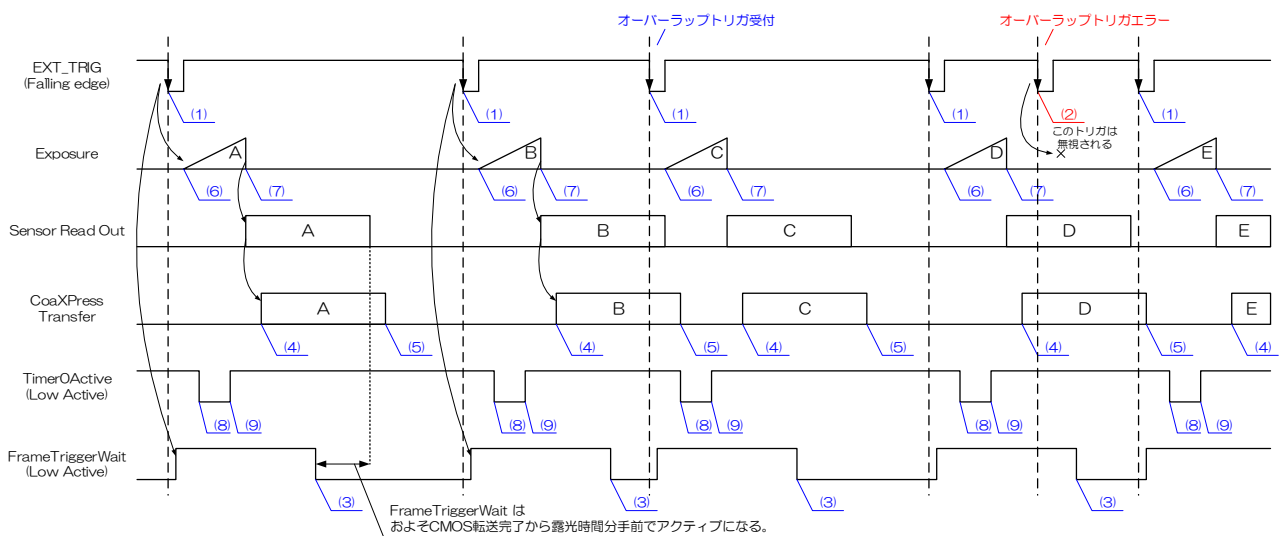 オーバーラップトリガ受付
オーバーラップトリガエラー
EXT_TRIG
(Falling edge)
(1)
(1)
(1)
(1)
(2)
(1)
このトリガは
無視される
×
Exposure
A
B
C
D
E
(6)
(7)
(6)
(7)
(6)
(7)
(6)
(7)
(6)
(7)
Sensor Read Out
A
B
C
D
E
CoaXPress
Transfer
A
B
C
D
E
(4)
(5)
(4)
(5)
(4)
(5)
(4)
(5)
(4)
Timer0Active
(Low Active)
(8)
(9)
(8)
(9)
(8)
(9)
(8)
(9)
(8)
(9)
FrameTriggerWait
(Low Active)
(3)
(3)
(3)
(3)
FrameTriggerWait は
およそCMOS転送完了から露光時間分手前でアクティブになる。